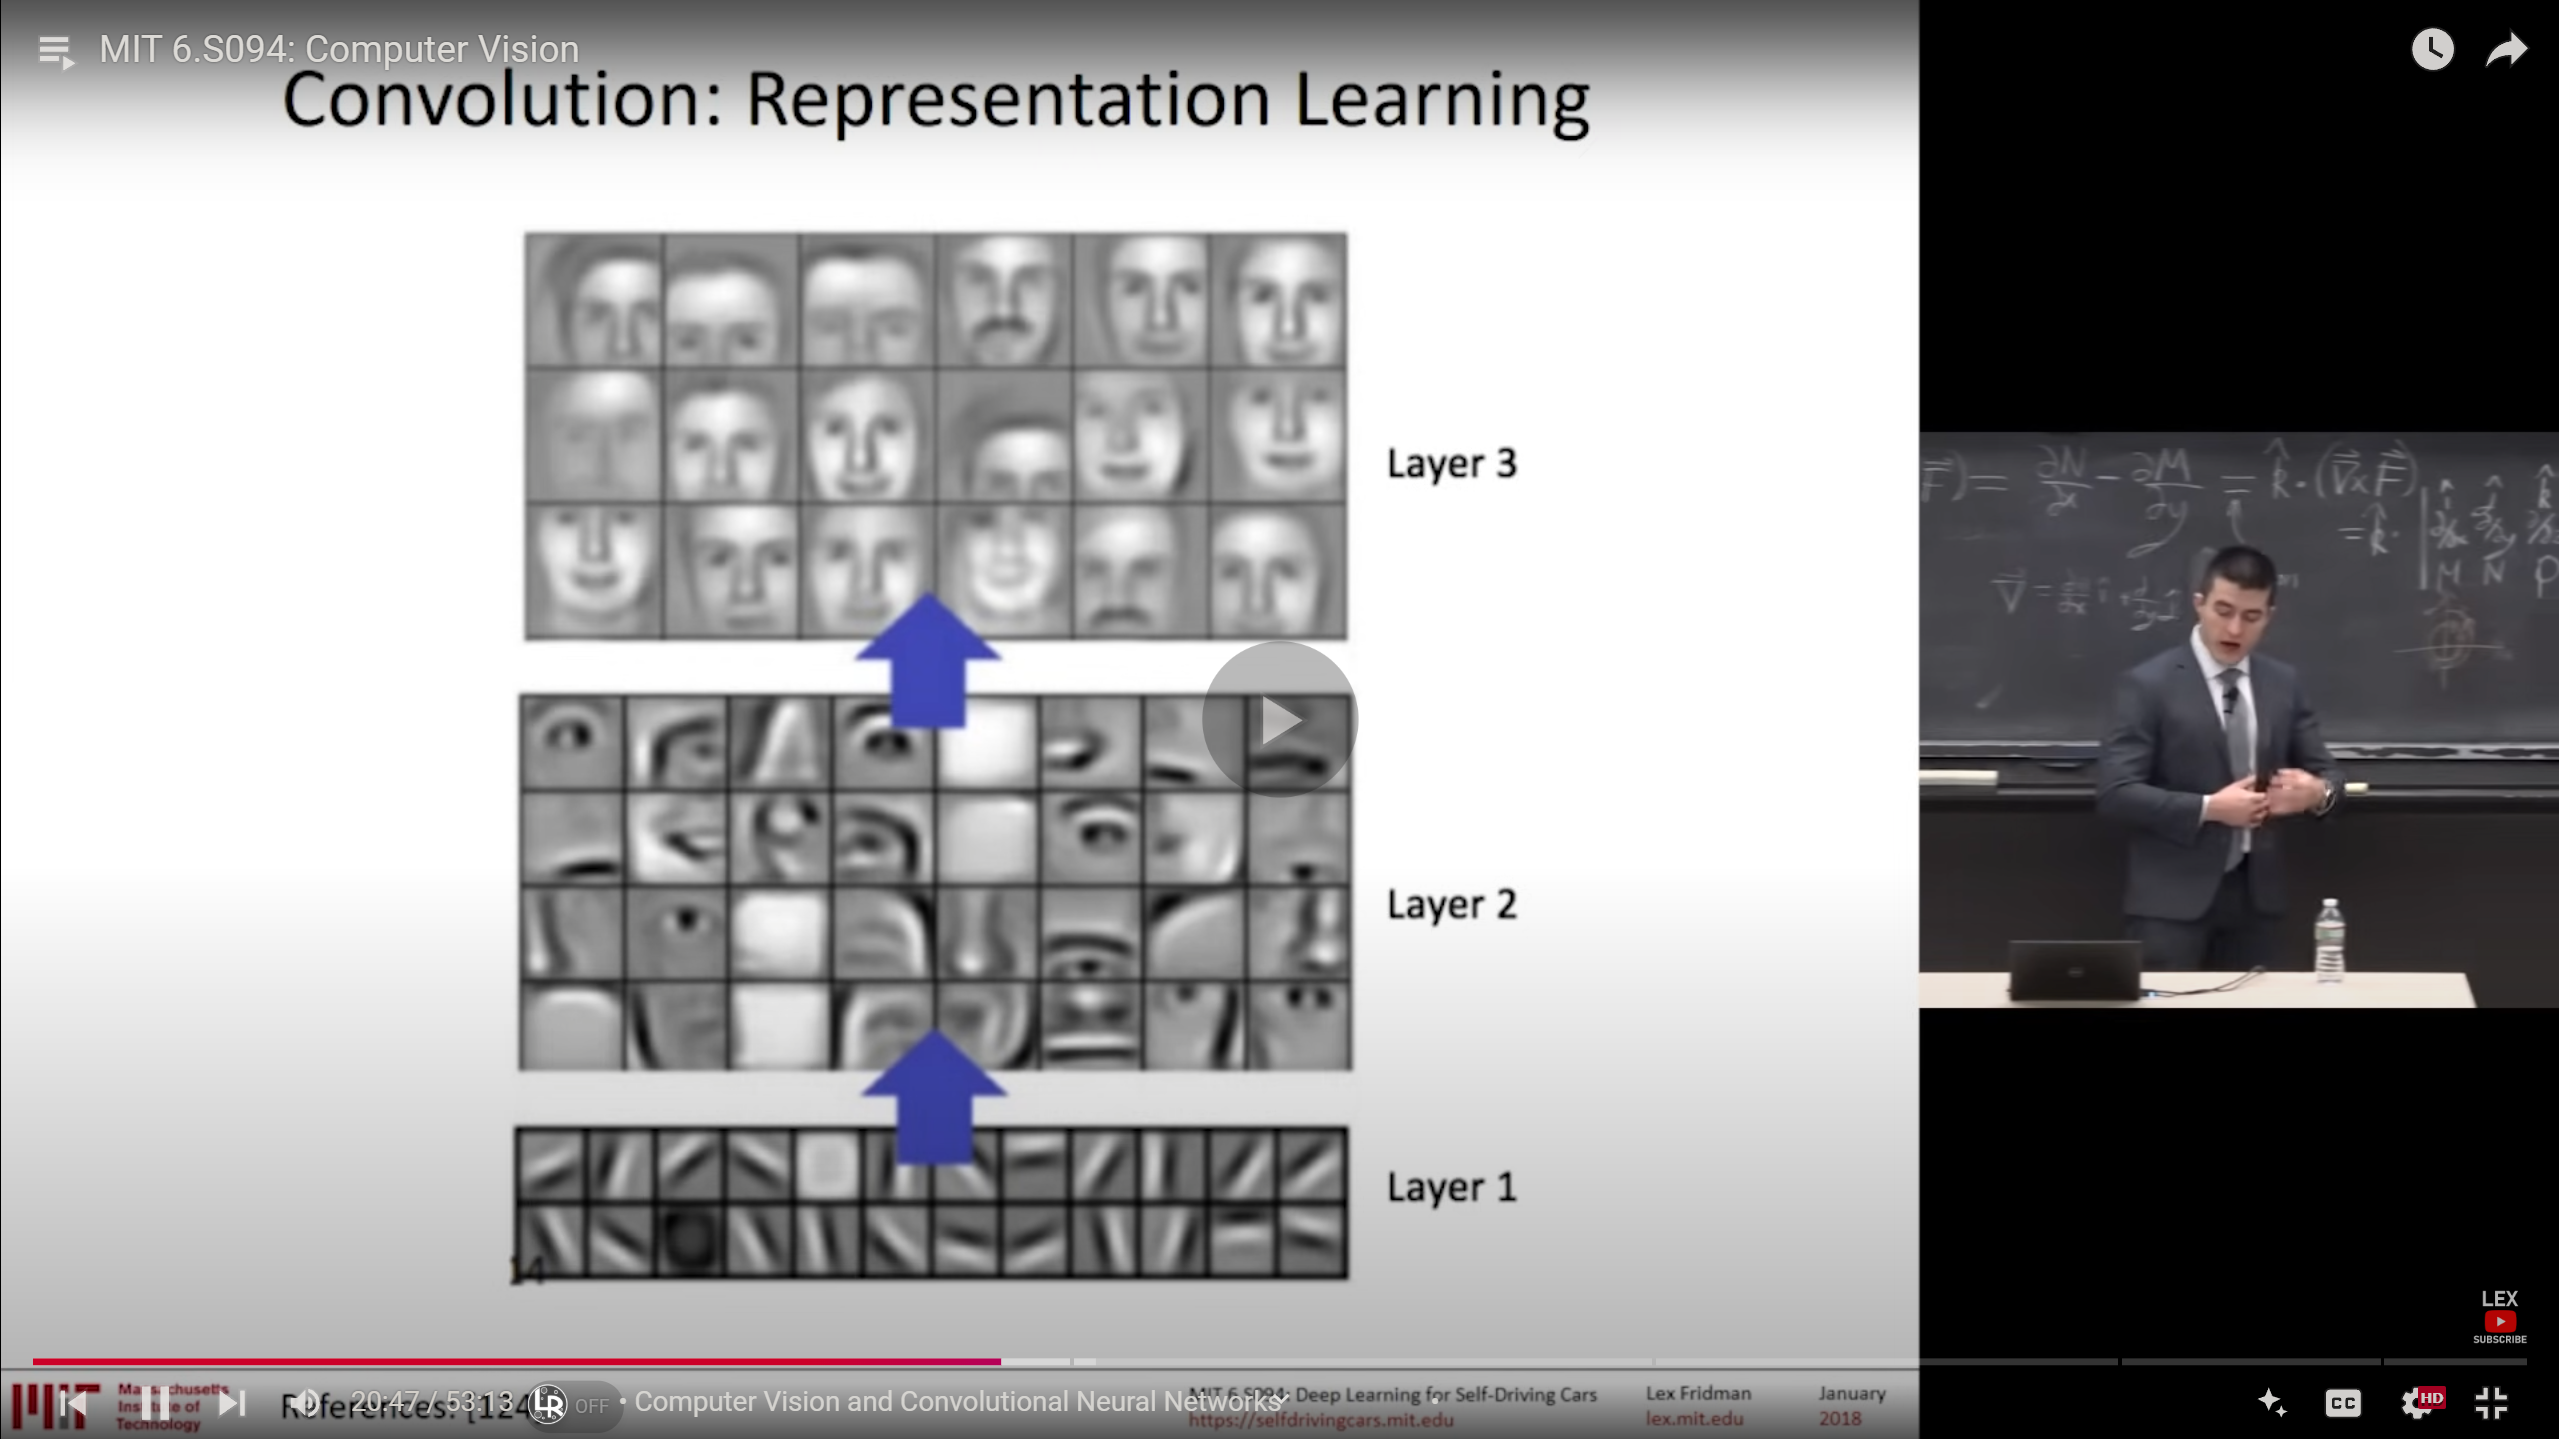 MIT 6.S094: Computer Vision
Convolution: Representation Learning
Layer 3
Layer 2
Layer 1
14
LEX
SUBSCRIBE
Massachusetts
Institute of
Technology
References: [124
20:47 / 53:13
OFF
• Computer Vision and Convolutional Neural Networks
MIT 6.S094: Deep Learning for Self-Driving Cars
https://selfdrivingcars.mit.edu
Lex Fridman
lex.mit.edu
January
2018
CC
HD